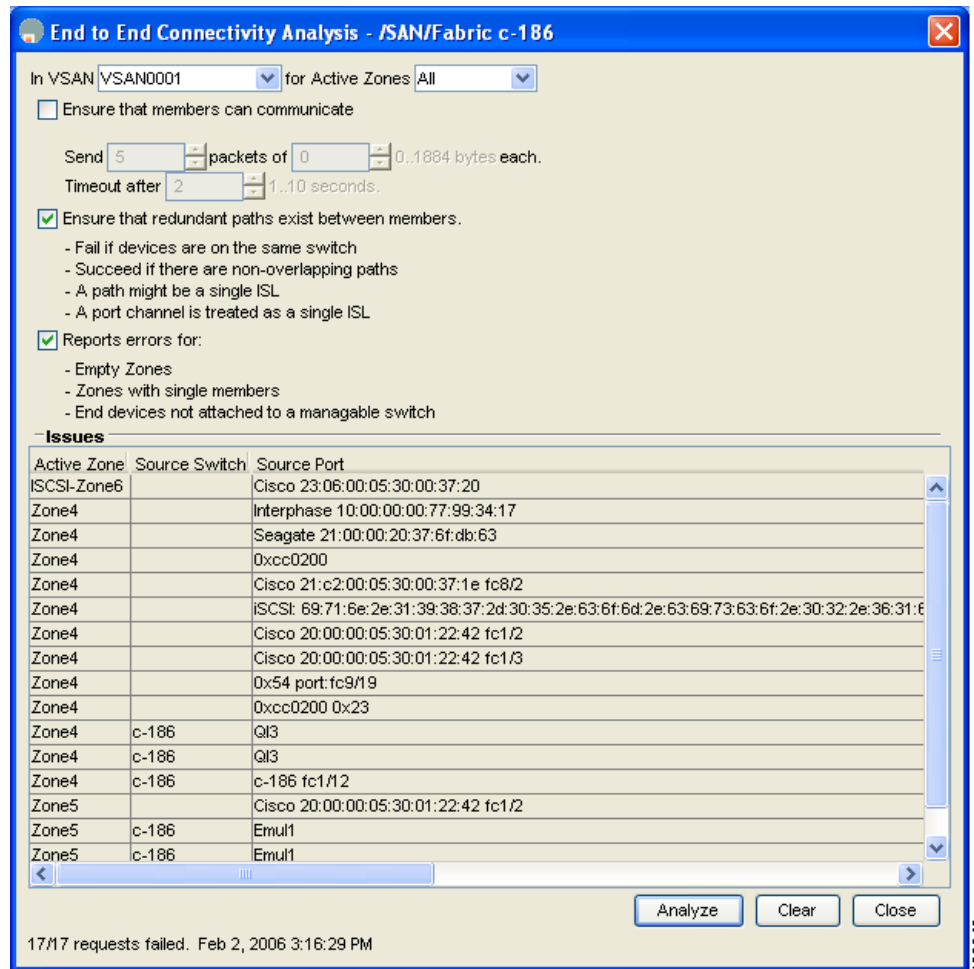 End to End Connectivity Analysis - /SAN/Fabric c-186
In VSAN VSAN0001 for Active Zones All
Ensure that members can communicate
Send 5 packets of 0 0..1884 bytes each.
Timeout after 2 1..10 seconds.
Ensure that redundant paths exist between members.
- Fail if devices are on the same switch
- Succeed if there are non-overlapping paths
- A path might be a single ISL
- A port channel is treated as a single ISL
Reports errors for:
- Empty Zones
- Zones with single members
- End devices not attached to a managable switch
Issues
Active Zone Source Switch Source Port
ISCSI-Zone6 Cisco 23:06:00:05:30:00:37:20
Zone4 Interphase 10:00:00:00:77:99:34:17
Zone4 Seagate 21:00:00:20:37:6f:db:63
Zone4 0xcc0200
Zone4 Cisco 21:c2:00:05:30:00:37:1e fc8/2
Zone4 iSCSI: 69:71:6e:2e:31:39:38:37:2d:30:35:2e:63:6f:6d:2e:63:69:73:63:6f:2e:30:32:2e:36:31:6
Zone4 Cisco 20:00:00:05:30:01:22:42 fc1/2
Zone4 Cisco 20:00:00:05:30:01:22:42 fc1/3
Zone4 0x54 port:fc9/19
Zone4 0xcc0200 0x23
Zone4 c-186 Ql3
Zone4 c-186 Ql3
Zone4 c-186 c-186 fc1/12
Zone5 Cisco 20:00:00:05:30:01:22:42 fc1/2
Zone5 c-186 Emul1
Zone5 c-186 Emul1
Analyze Clear Close
17/17 requests failed. Feb 2, 2006 3:16:29 PM